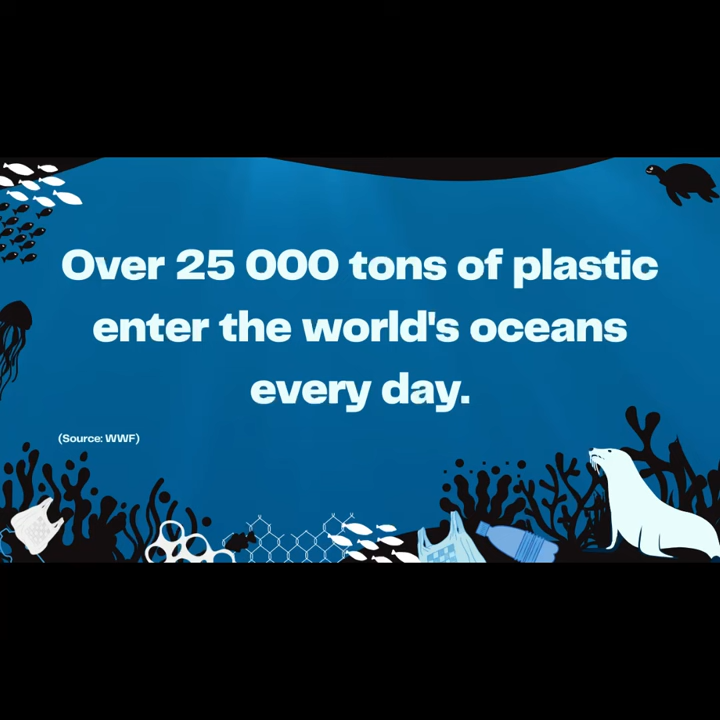 Over 25 000 tons of plastic
enter the world's oceans
every day.
(Source: WWF)